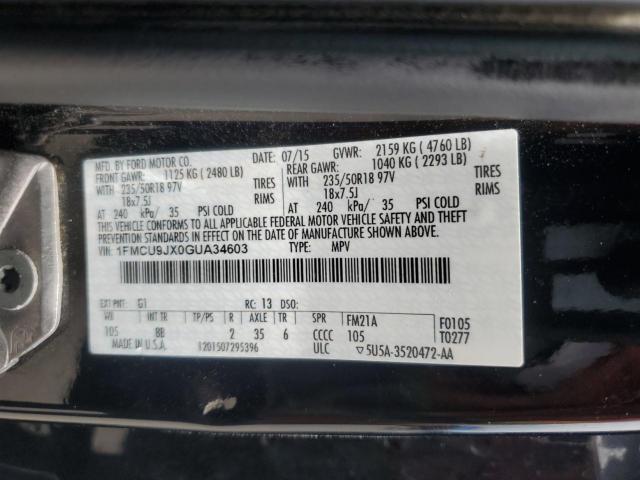 MFD. BY FORD MOTOR CO. DATE: 07/15 GVWR: 2159 KG ( 4760 LB)
FRONT GAWR: 1125 KG ( 2480 LB) REAR GAWR: 1040 KG ( 2293 LB)
WITH 235/50R18 97V TIRES WITH 235/50R18 97V TIRES
18x7.5J RIMS 18x7.5J RIMS
AT 240 kPa/ 35 PSI COLD AT 240 kPa/ 35 PSI COLD
THIS VEHICLE CONFORMS TO ALL APPLICABLE FEDERAL MOTOR VEHICLE SAFETY AND THEFT
PREVENTION STANDARDS IN EFFECT ON THE DATE OF MANUFACTURE SHOWN ABOVE.
VIN: 1FMCU9JX0GUA34603 TYPE: MPV
EXT PNT: G1 RC: 13 DSO:
WB INT TR TP/PS R AXLE TR SPR FM21A F0105
105 BB 2 35 6 CCCC 105 T0277
MADE IN U.S.A. 1201507295396 ULC ▽5U5A-3520472-AA